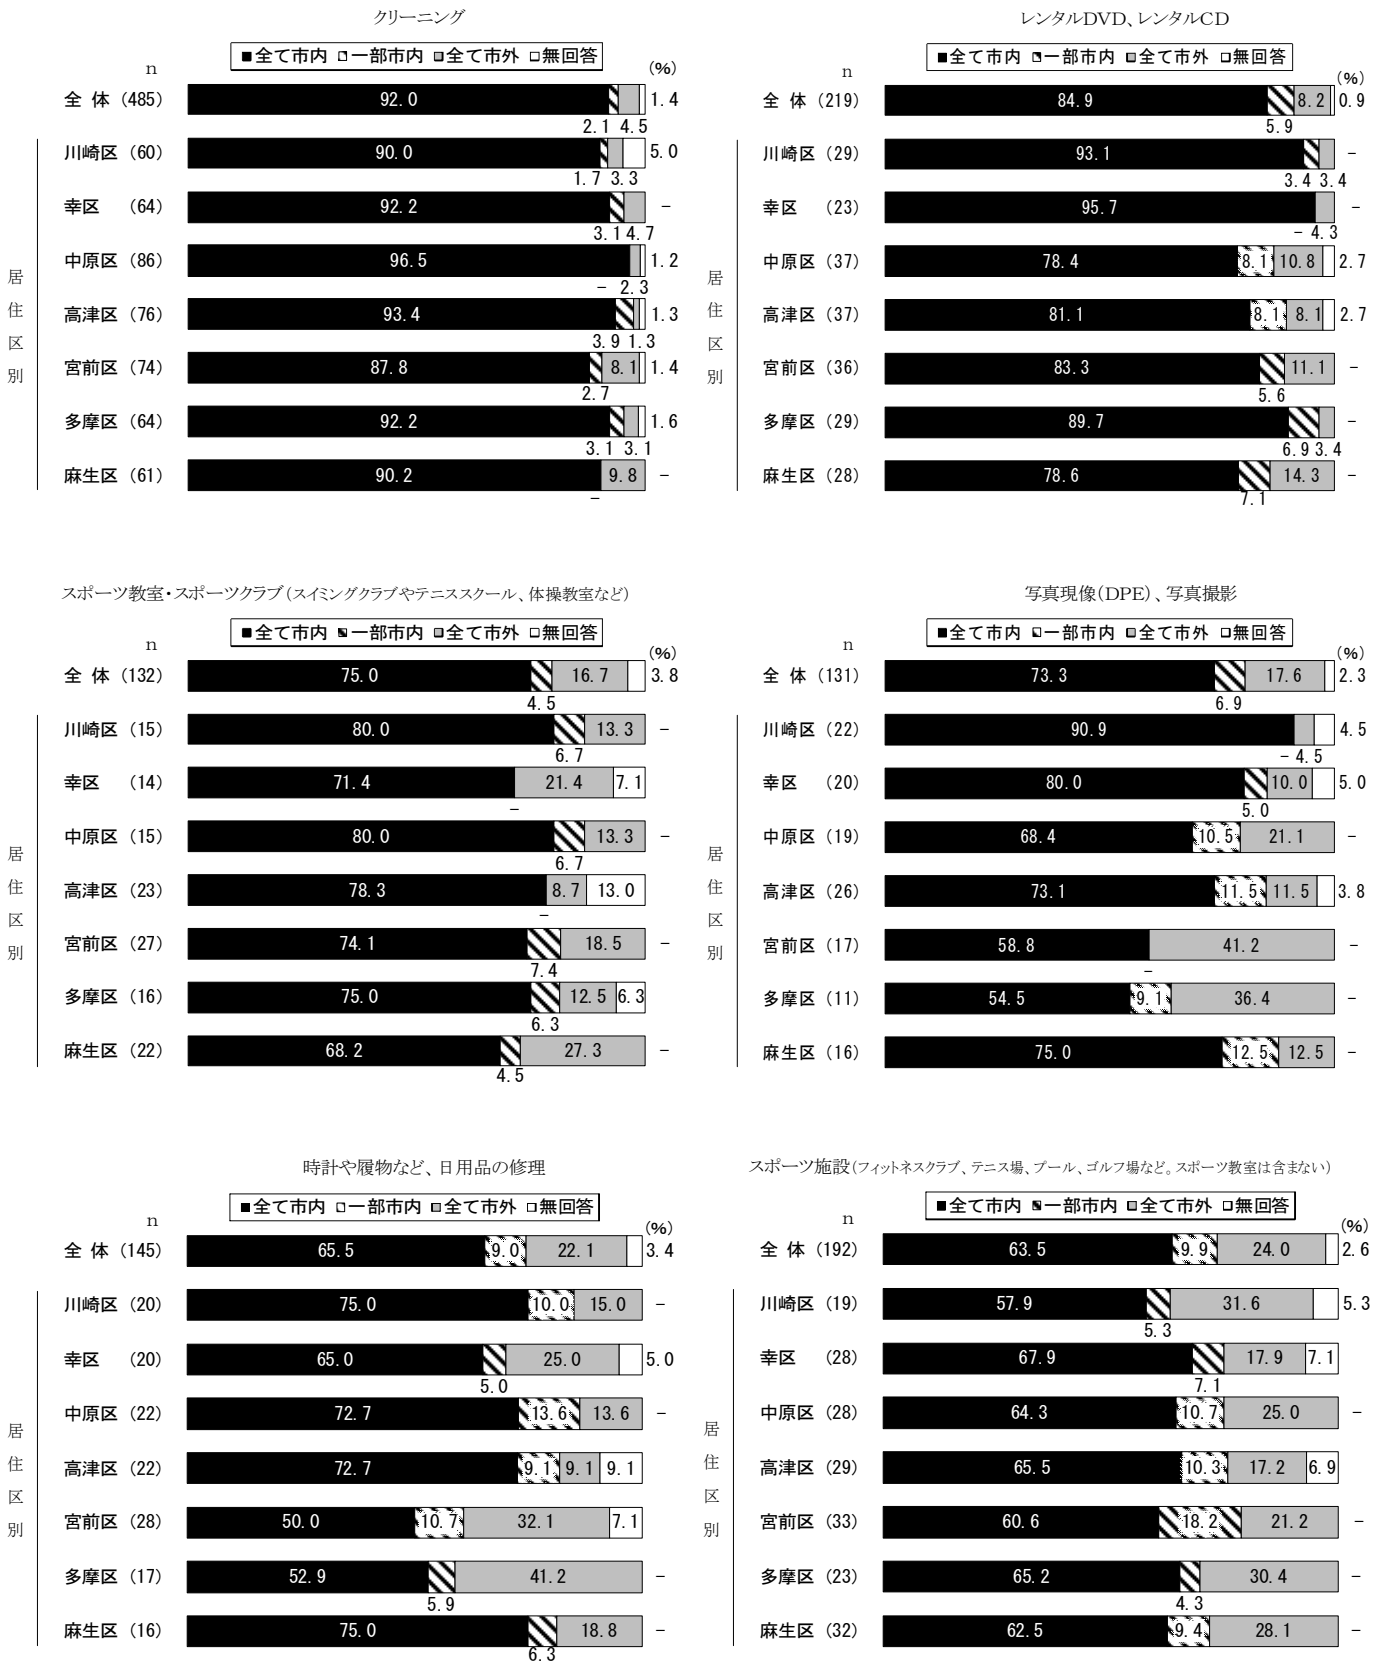 クリーニング
■全て市内 一部市内 全て市外 □無回答
n
(%)
全 体 (485) 92.0 2.1 4.5 1.4
居住区別
川崎区 (60) 90.0 1.7 3.3 5.0
幸区 (64) 92.2 3.1 4.7 −
中原区 (86) 96.5 − 2.3 1.2
高津区 (76) 93.4 3.9 1.3 1.3
宮前区 (74) 87.8 2.7 8.1 1.4
多摩区 (64) 92.2 3.1 3.1 1.6
麻生区 (61) 90.2 − 9.8 −
レンタルDVD、レンタルCD
■全て市内 一部市内 全て市外 □無回答
n
(%)
全 体 (219) 84.9 5.9 8.2 0.9
居住区別
川崎区 (29) 93.1 3.4 3.4 −
幸区 (23) 95.7 − 4.3 −
中原区 (37) 78.4 8.1 10.8 2.7
高津区 (37) 81.1 8.1 8.1 2.7
宮前区 (36) 83.3 5.6 11.1 −
多摩区 (29) 89.7 6.9 3.4 −
麻生区 (28) 78.6 7.1 14.3 −
スポーツ教室・スポーツクラブ(スイミングクラブやテニススクール、体操教室など)
■全て市内 一部市内 全て市外 □無回答
n
(%)
全 体 (132) 75.0 4.5 16.7 3.8
居住区別
川崎区 (15) 80.0 6.7 13.3 −
幸区 (14) 71.4 − 21.4 7.1
中原区 (15) 80.0 6.7 13.3 −
高津区 (23) 78.3 − 8.7 13.0
宮前区 (27) 74.1 7.4 18.5 −
多摩区 (16) 75.0 6.3 12.5 6.3
麻生区 (22) 68.2 4.5 27.3 −
写真現像(DPE)、写真撮影
■全て市内 一部市内 全て市外 □無回答
n
(%)
全 体 (131) 73.3 6.9 17.6 2.3
居住区別
川崎区 (22) 90.9 − 4.5 4.5
幸区 (20) 80.0 5.0 10.0 5.0
中原区 (19) 68.4 10.5 21.1 −
高津区 (26) 73.1 11.5 11.5 3.8
宮前区 (17) 58.8 − 41.2 −
多摩区 (11) 54.5 9.1 36.4 −
麻生区 (16) 75.0 12.5 12.5 −
時計や履物など、日用品の修理
■全て市内 一部市内 全て市外 □無回答
n
(%)
全 体 (145) 65.5 9.0 22.1 3.4
居住区別
川崎区 (20) 75.0 10.0 15.0 −
幸区 (20) 65.0 5.0 25.0 5.0
中原区 (22) 72.7 13.6 13.6 −
高津区 (22) 72.7 9.1 9.1 9.1
宮前区 (28) 50.0 10.7 32.1 7.1
多摩区 (17) 52.9 5.9 41.2 −
麻生区 (16) 75.0 6.3 18.8 −
スポーツ施設(フィットネスクラブ、テニス場、プール、ゴルフ場など。スポーツ教室は含まない)
■全て市内 一部市内 全て市外 □無回答
n
(%)
全 体 (192) 63.5 9.9 24.0 2.6
居住区別
川崎区 (19) 57.9 5.3 31.6 5.3
幸区 (28) 67.9 7.1 17.9 7.1
中原区 (28) 64.3 10.7 25.0 −
高津区 (29) 65.5 10.3 17.2 6.9
宮前区 (33) 60.6 18.2 21.2 −
多摩区 (23) 65.2 4.3 30.4 −
麻生区 (32) 62.5 9.4 28.1 −